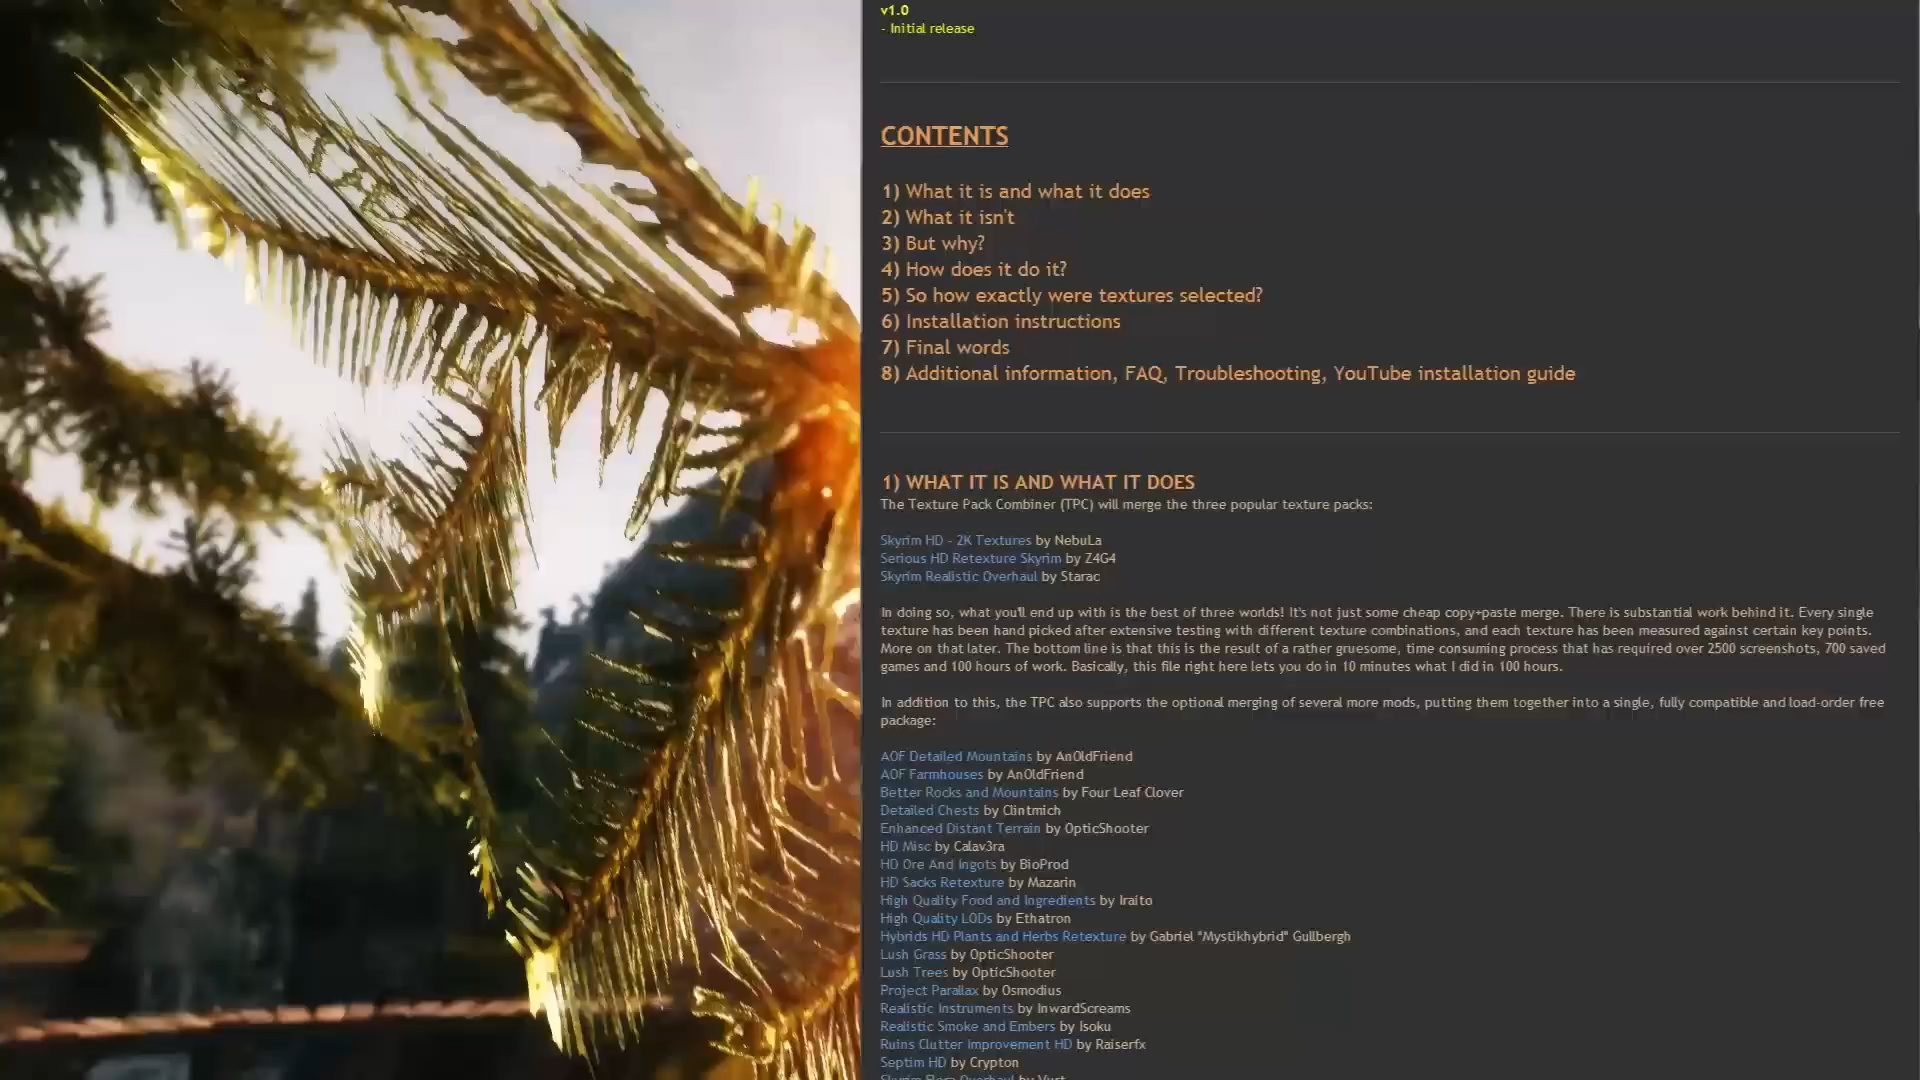 v1.0
- Initial release
CONTENTS
1) What it is and what it does
2) What it isn't
3) But why?
4) How does it do it?
5) So how exactly were textures selected?
6) Installation instructions
7) Final words
8) Additional information, FAQ, Troubleshooting, YouTube installation guide
1) WHAT IT IS AND WHAT IT DOES
The Texture Pack Combiner (TPC) will merge the three popular texture packs:
Skyrim HD - 2K Textures by NebuLa
Serious HD Retexture Skyrim by Z4G4
Skyrim Realistic Overhaul by Starac
In doing so, what you'll end up with is the best of three worlds! It's not just some cheap copy+paste merge. There is substantial work behind it. Every single
texture has been hand picked after extensive testing with different texture combinations, and each texture has been measured against certain key points.
More on that later. The bottom line is that this is the result of a rather gruesome, time consuming process that has required over 2500 screenshots, 700 saved
games and 100 hours of work. Basically, this file right here lets you do in 10 minutes what I did in 100 hours.
In addition to this, the TPC also supports the optional merging of several more mods, putting them together into a single, fully compatible and load-order free
package:
AOF Detailed Mountains by AnOldFriend
AOF Farmhouses by AnOldFriend
Better Rocks and Mountains by Four Leaf Clover
Detailed Chests by Clintmich
Enhanced Distant Terrain by OpticShooter
HD Misc by Calav3ra
HD Ore And Ingots by BioProd
HD Sacks Retexture by Mazarin
High Quality Food and Ingredients by Iraito
High Quality LODs by Ethatron
Hybrids HD Plants and Herbs Retexture by Gabriel "Mystikhybrid" Gullbergh
Lush Grass by OpticShooter
Lush Trees by OpticShooter
Project Parallax by Osmodius
Realistic Instruments by InwardScreams
Realistic Smoke and Embers by Isoku
Ruins Clutter Improvement HD by Raiserfx
Septim HD by Crypton
Skyrim Flora Overhaul by Vurt